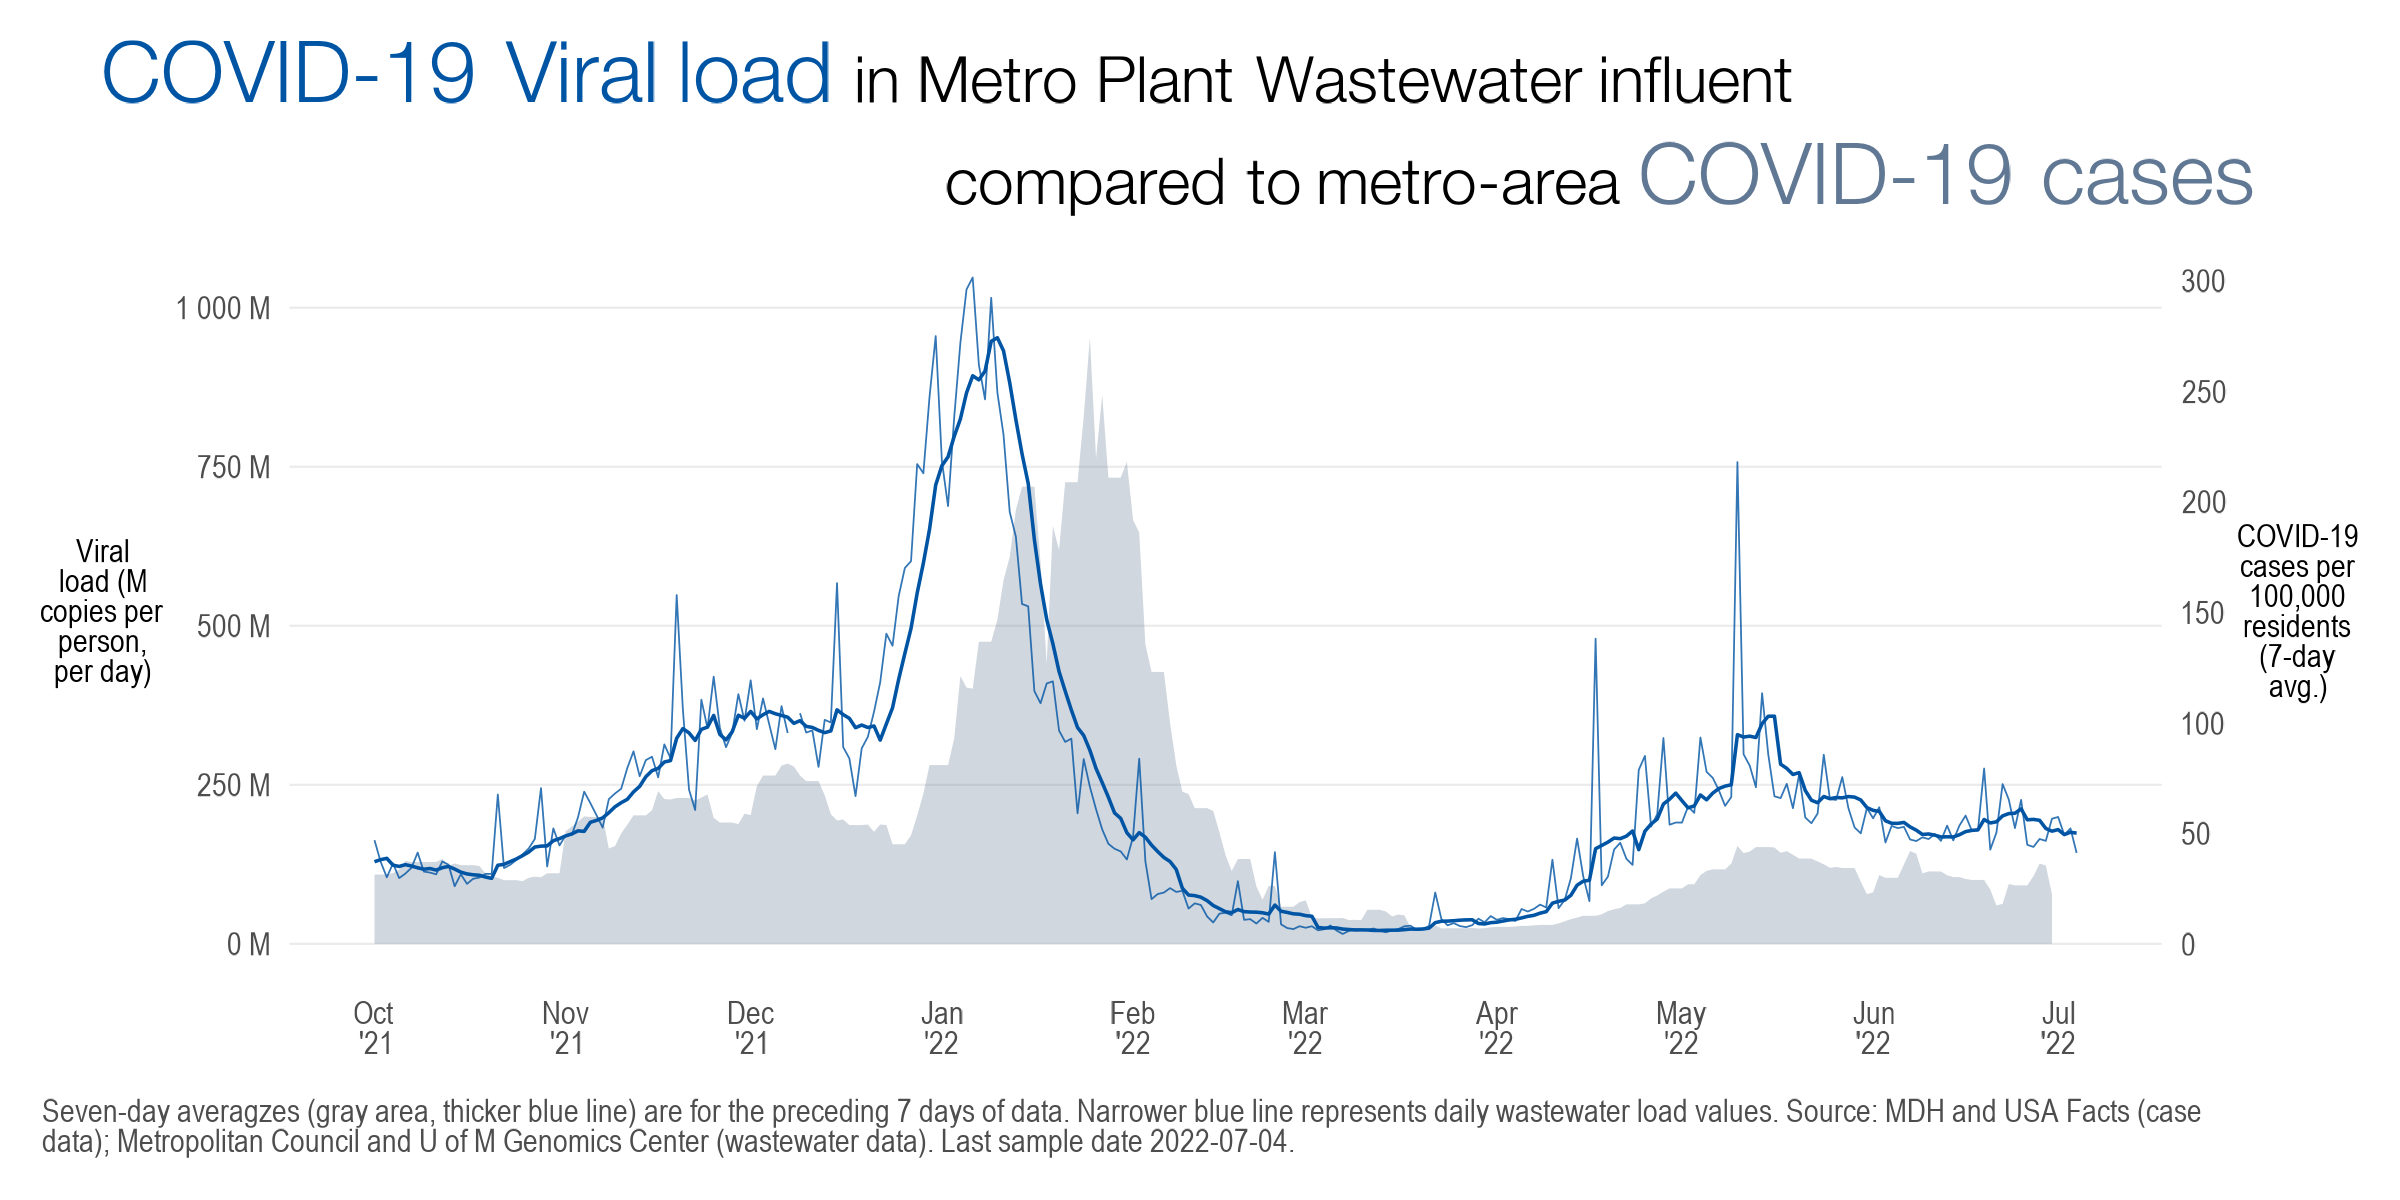 COVID-19 Viral load in Metro Plant Wastewater influent
compared to metro-area COVID-19 cases
1 000 M
750 M
500 M
250 M
0 M
Viral
load (M
copies per
person,
per day)
300
250
200
150
100
50
0
COVID-19
cases per
100,000
residents
(7-day
avg.)
Oct Nov Dec Jan Feb Mar Apr May Jun Jul
'21 '21 '21 '22 '22 '22 '22 '22 '22 '22
Seven-day averagzes (gray area, thicker blue line) are for the preceding 7 days of data. Narrower blue line represents daily wastewater load values. Source: MDH and USA Facts (case
data); Metropolitan Council and U of M Genomics Center (wastewater data). Last sample date 2022-07-04.